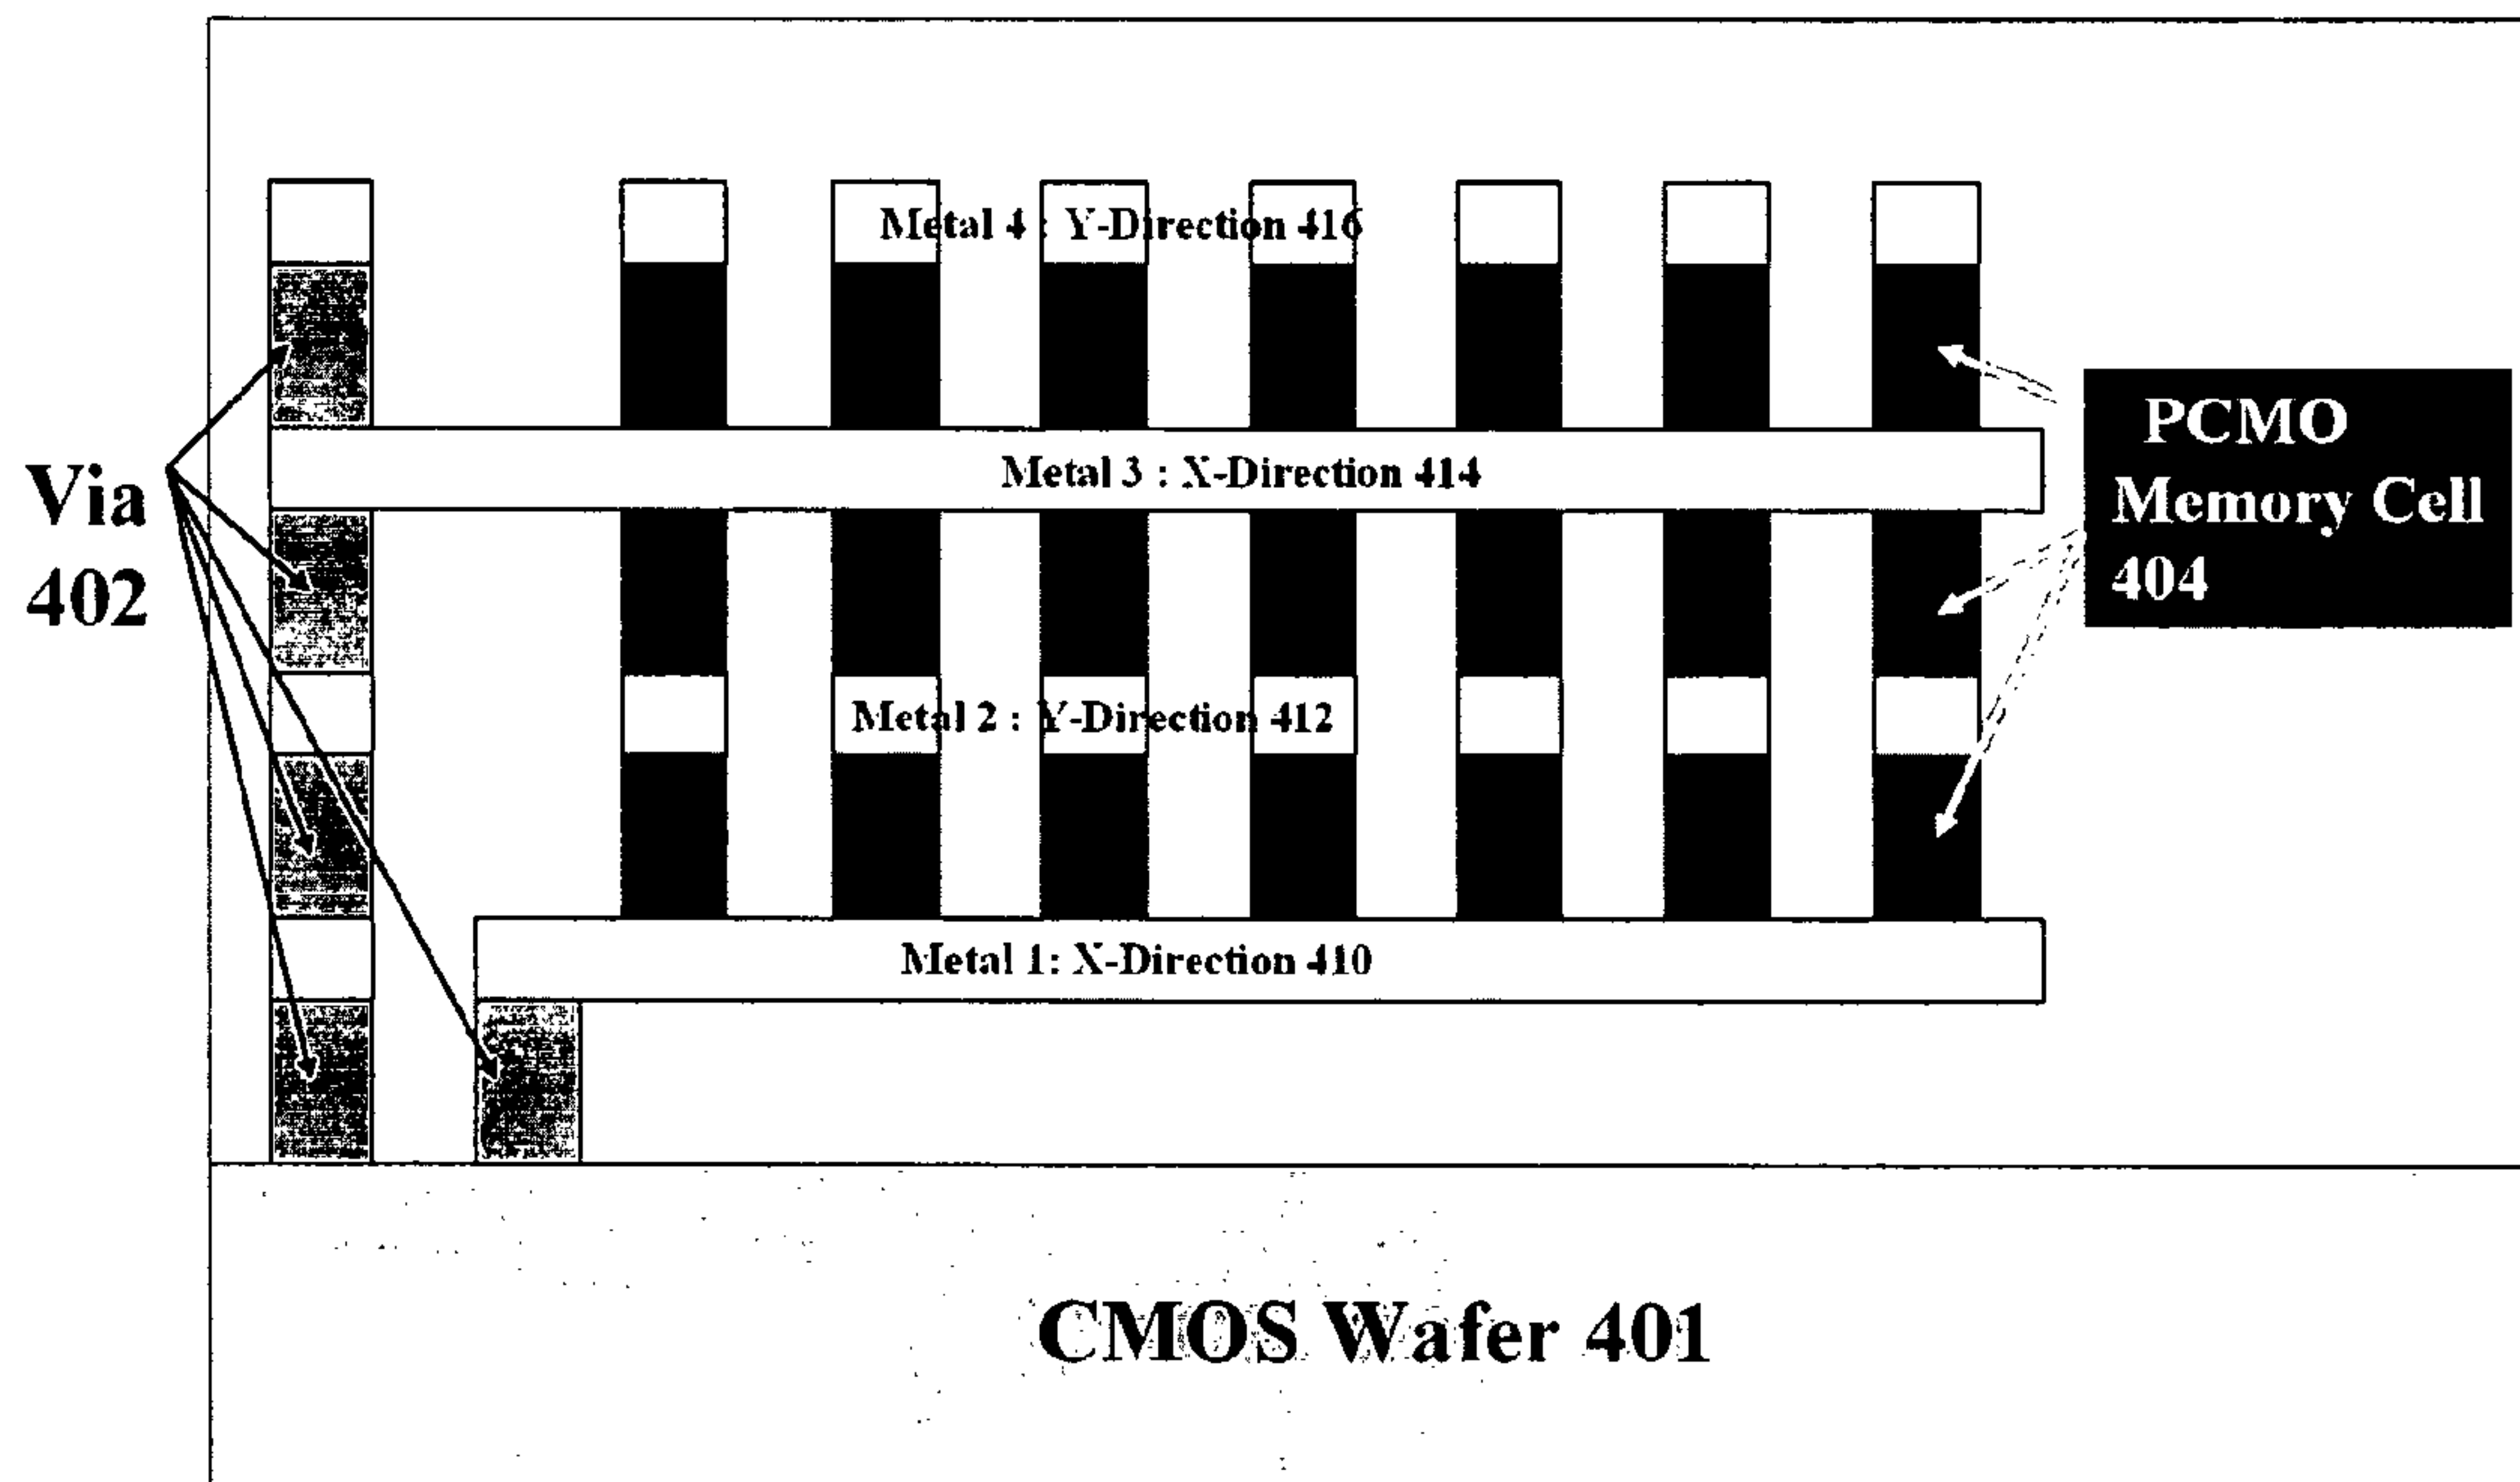 Metal 4 : Y-Direction 416
Via
402
Metal 3 : X-Direction 414
PCMO
Memory Cell
404
Metal 2 : Y-Direction 412
Metal 1: X-Direction 410
CMOS Wafer 401